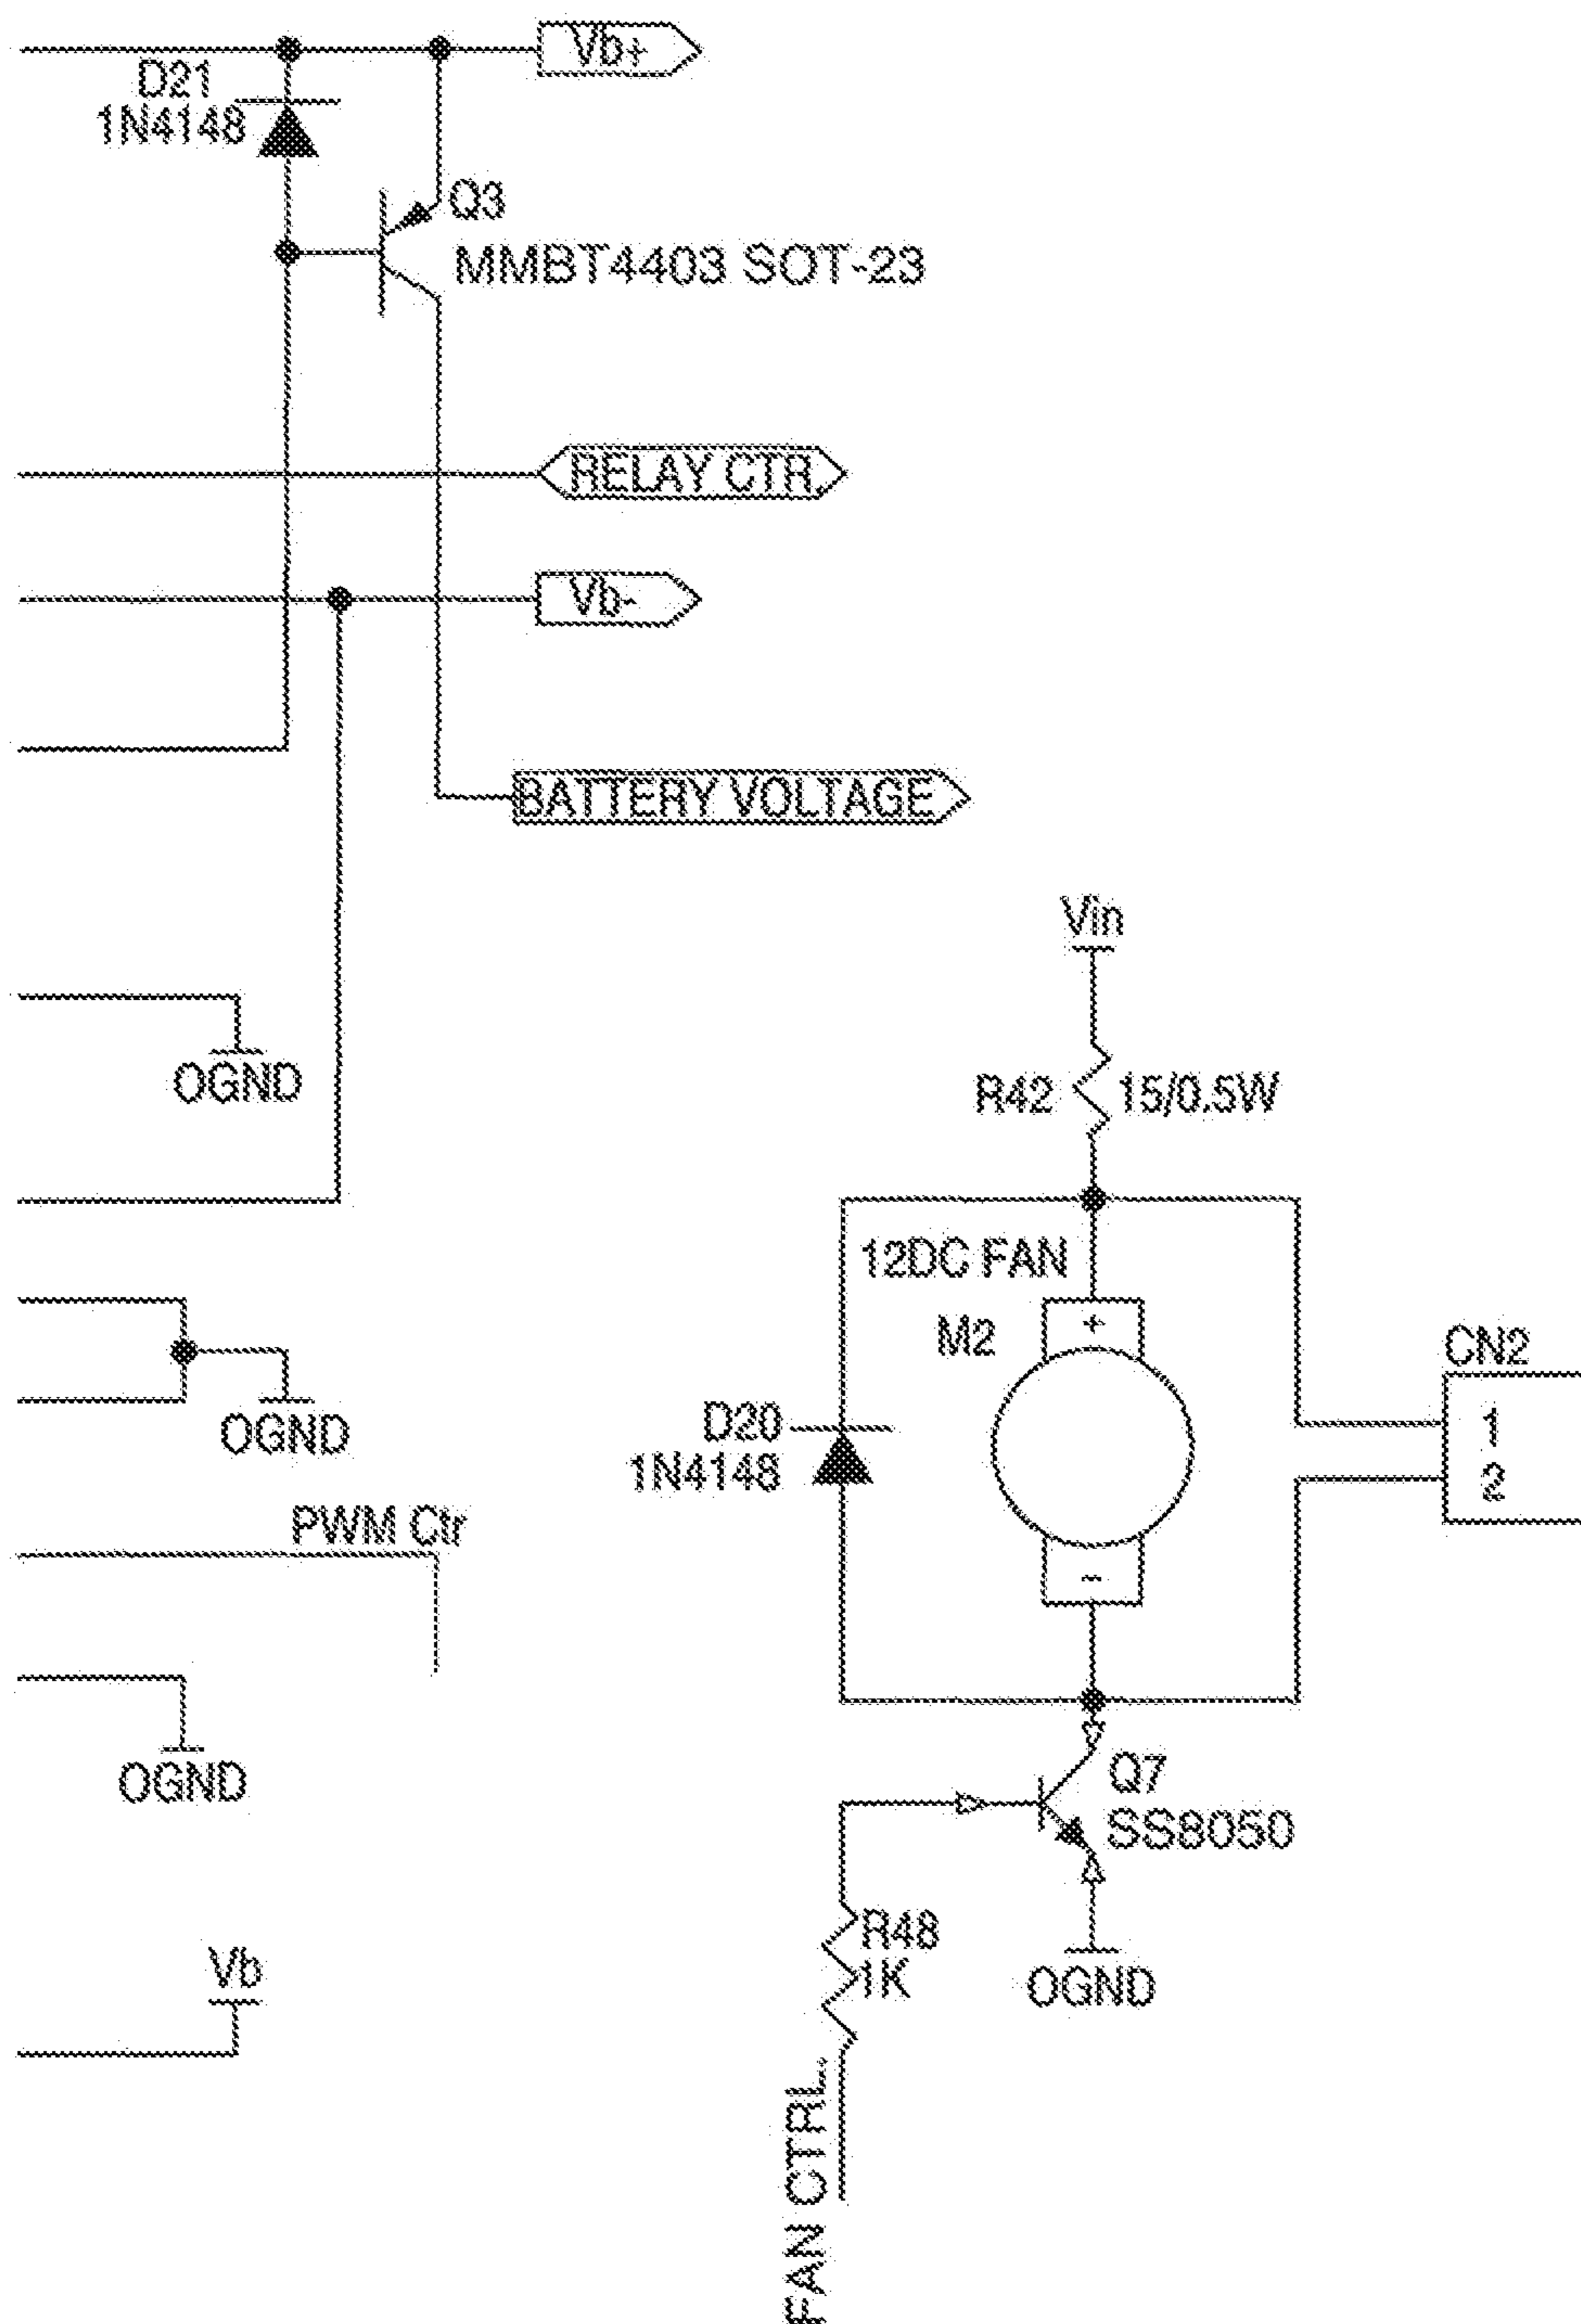 Vb+
D21
1N4148
Q3
MMBT4403 SOT-23
RELAY CTR
Vb-
BATTERY VOLTAGE
Vin
OGND
R42 15/0.5W
12DC FAN
+
M2
CN2
1
D20
1N4148
2
OGND
PWM Ctr
-
Q7
SS8050
OGND
R48
1K
OGND
Vb
FAN CTRL